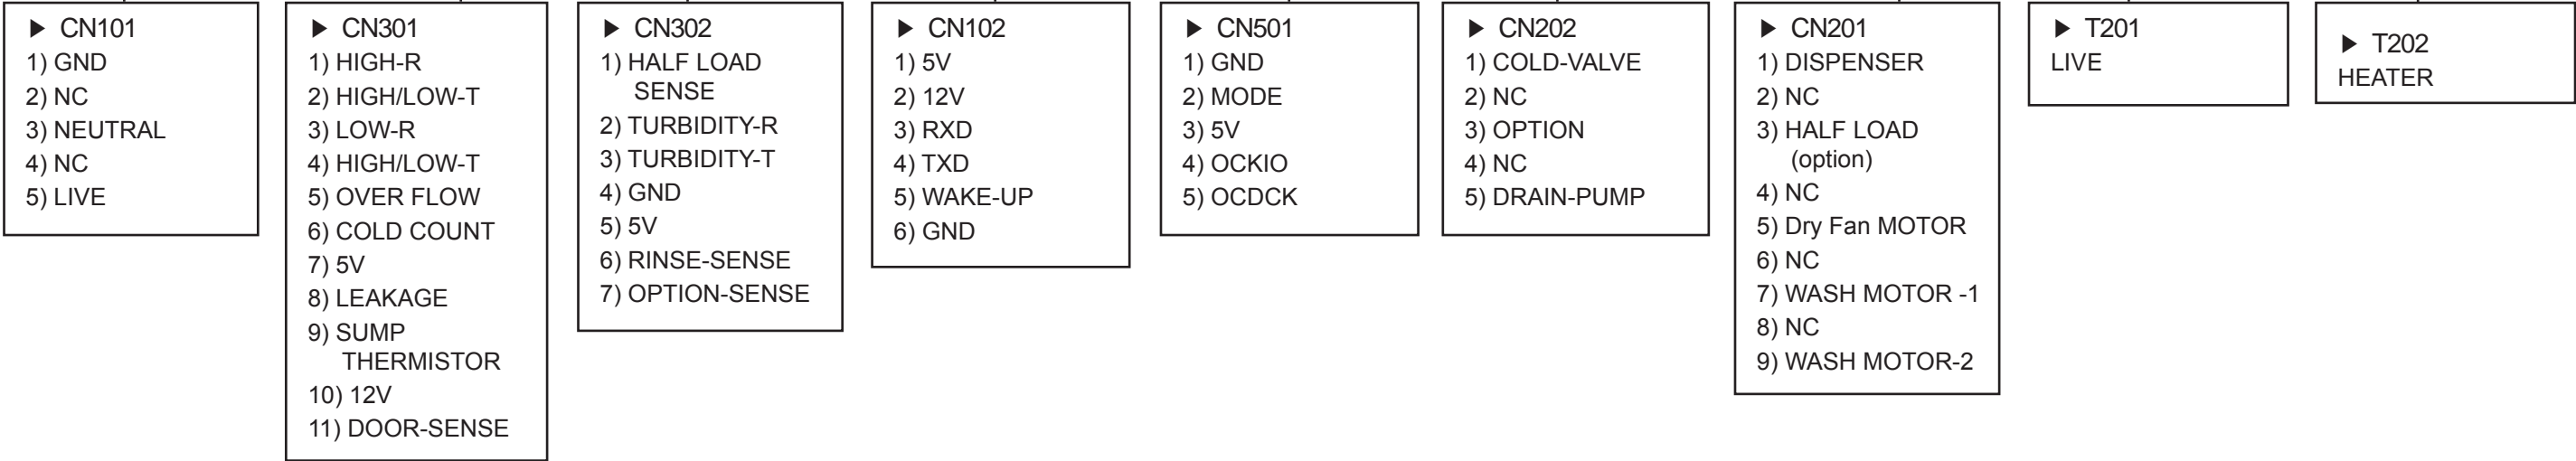 ▶ CN101
1) GND
2) NC
3) NEUTRAL
4) NC
5) LIVE
▶ CN301
1) HIGH-R
2) HIGH/LOW-T
3) LOW-R
4) HIGH/LOW-T
5) OVER FLOW
6) COLD COUNT
7) 5V
8) LEAKAGE
9) SUMP
THERMISTOR
10) 12V
11) DOOR-SENSE
▶ CN302
1) HALF LOAD
SENSE
2) TURBIDITY-R
3) TURBIDITY-T
4) GND
5) 5V
6) RINSE-SENSE
7) OPTION-SENSE
▶ CN102
1) 5V
2) 12V
3) RXD
4) TXD
5) WAKE-UP
6) GND
▶ CN501
1) GND
2) MODE
3) 5V
4) OCKIO
5) OCDCK
▶ CN202
1) COLD-VALVE
2) NC
3) OPTION
4) NC
5) DRAIN-PUMP
▶ CN201
1) DISPENSER
2) NC
3) HALF LOAD
(option)
4) NC
5) Dry Fan MOTOR
6) NC
7) WASH MOTOR -1
8) NC
9) WASH MOTOR-2
▶ T201
LIVE
▶ T202
HEATER